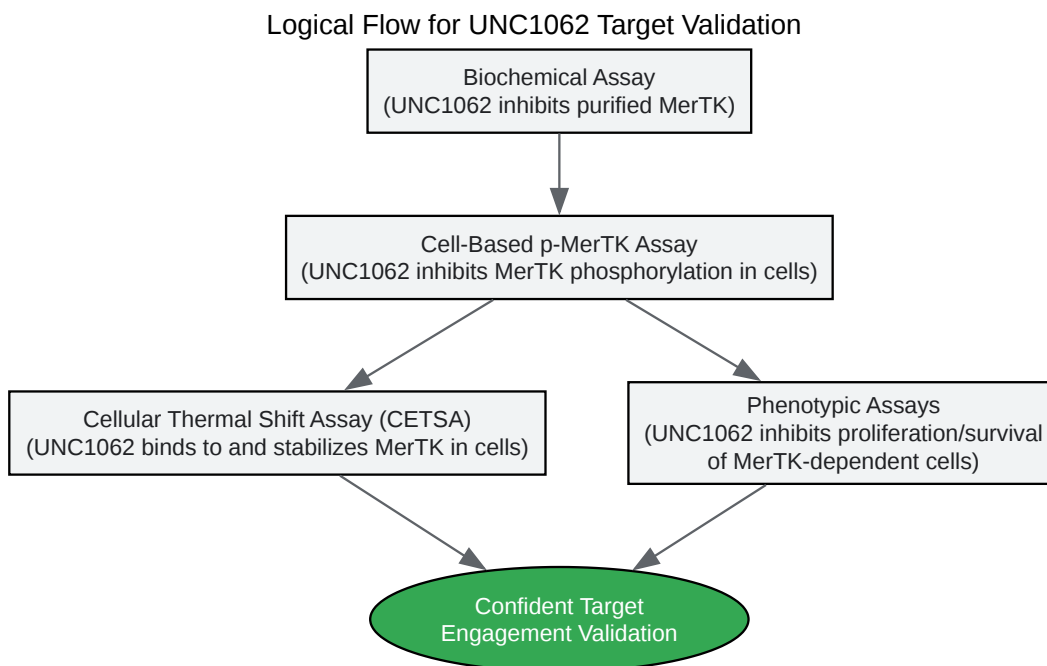 Logical Flow for UNC1062 Target Validation
Biochemical Assay
(UNC1062 inhibits purified MerTK)
Cell-Based p-MerTK Assay
(UNC1062 inhibits MerTK phosphorylation in cells)
Cellular Thermal Shift Assay (CETSA)
(UNC1062 binds to and stabilizes MerTK in cells)
Phenotypic Assays
(UNC1062 inhibits proliferation/survival
of MerTK-dependent cells)
Confident Target
Engagement Validation